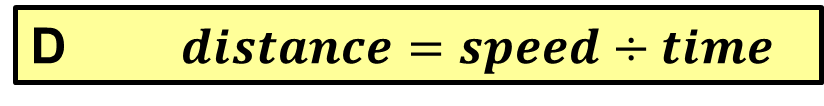 D distance = speed ÷ time